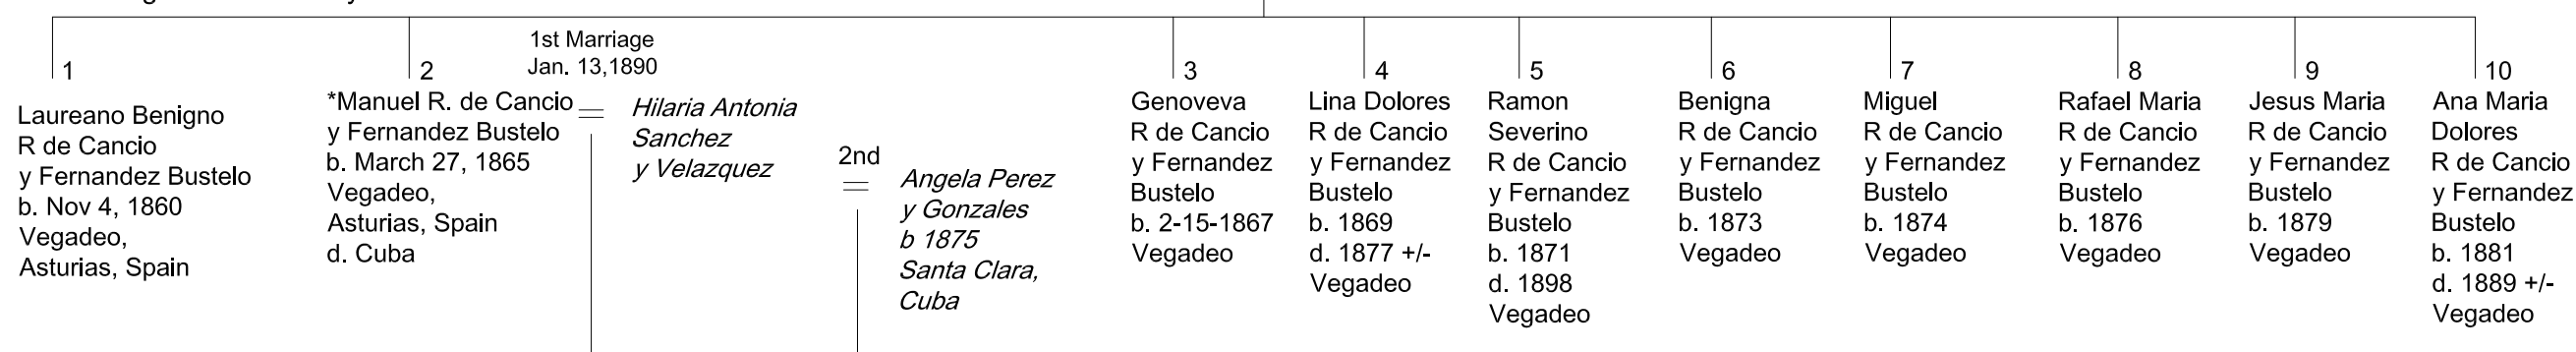 1
Laureano Benigno
R de Cancio
y Fernandez Bustelo
b. Nov 4, 1860
Vegadeo,
Asturias, Spain
2
*Manuel R. de Cancio
y Fernandez Bustelo
b. March 27, 1865
Vegadeo,
Asturias, Spain
d. Cuba
1st Marriage
Jan. 13,1890
Hilaria Antonia
Sanchez
y Velazquez
2nd
Angela Perez
y Gonzales
b 1875
Santa Clara,
Cuba
3
Genoveva
R de Cancio
y Fernandez
Bustelo
b. 2-15-1867
Vegadeo
4
Lina Dolores
R de Cancio
y Fernandez
Bustelo
b. 1869
d. 1877 +/-
Vegadeo
5
Ramon
Severino
R de Cancio
y Fernandez
Bustelo
b. 1871
d. 1898
Vegadeo
6
Benigna
R de Cancio
y Fernandez
Bustelo
b. 1873
Vegadeo
7
Miguel
R de Cancio
y Fernandez
Bustelo
b. 1874
Vegadeo
8
Rafael Maria
R de Cancio
y Fernandez
Bustelo
b. 1876
Vegadeo
9
Jesus Maria
R de Cancio
y Fernandez
Bustelo
b. 1879
Vegadeo
10
Ana Maria
Dolores
R de Cancio
y Fernandez
Bustelo
b. 1881
d. 1889 +/-
Vegadeo